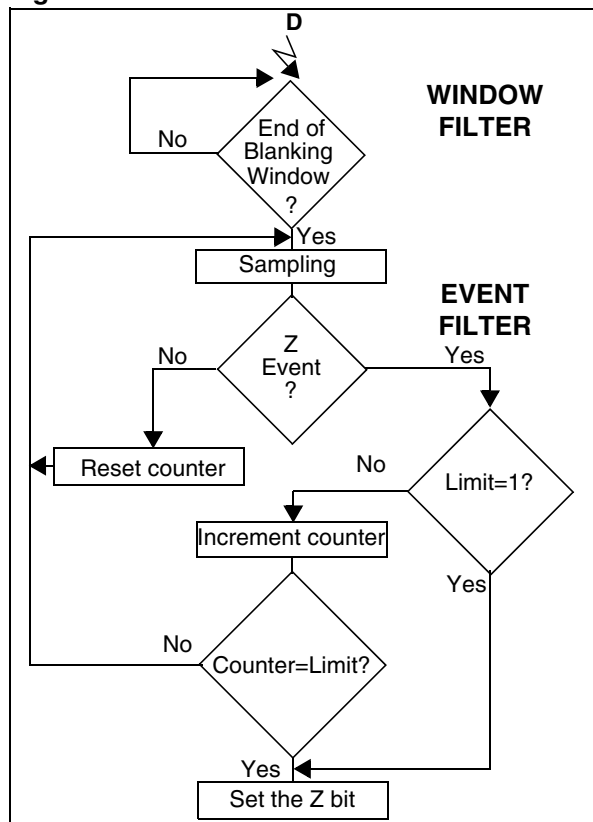 D
WINDOW
FILTER
End of
Blanking
Window
?
No
Yes
Sampling
EVENT
FILTER
Z
Event
?
No
Yes
Reset counter
Limit=1?
No
Increment counter
Yes
Counter=Limit?
No
Yes
Set the Z bit